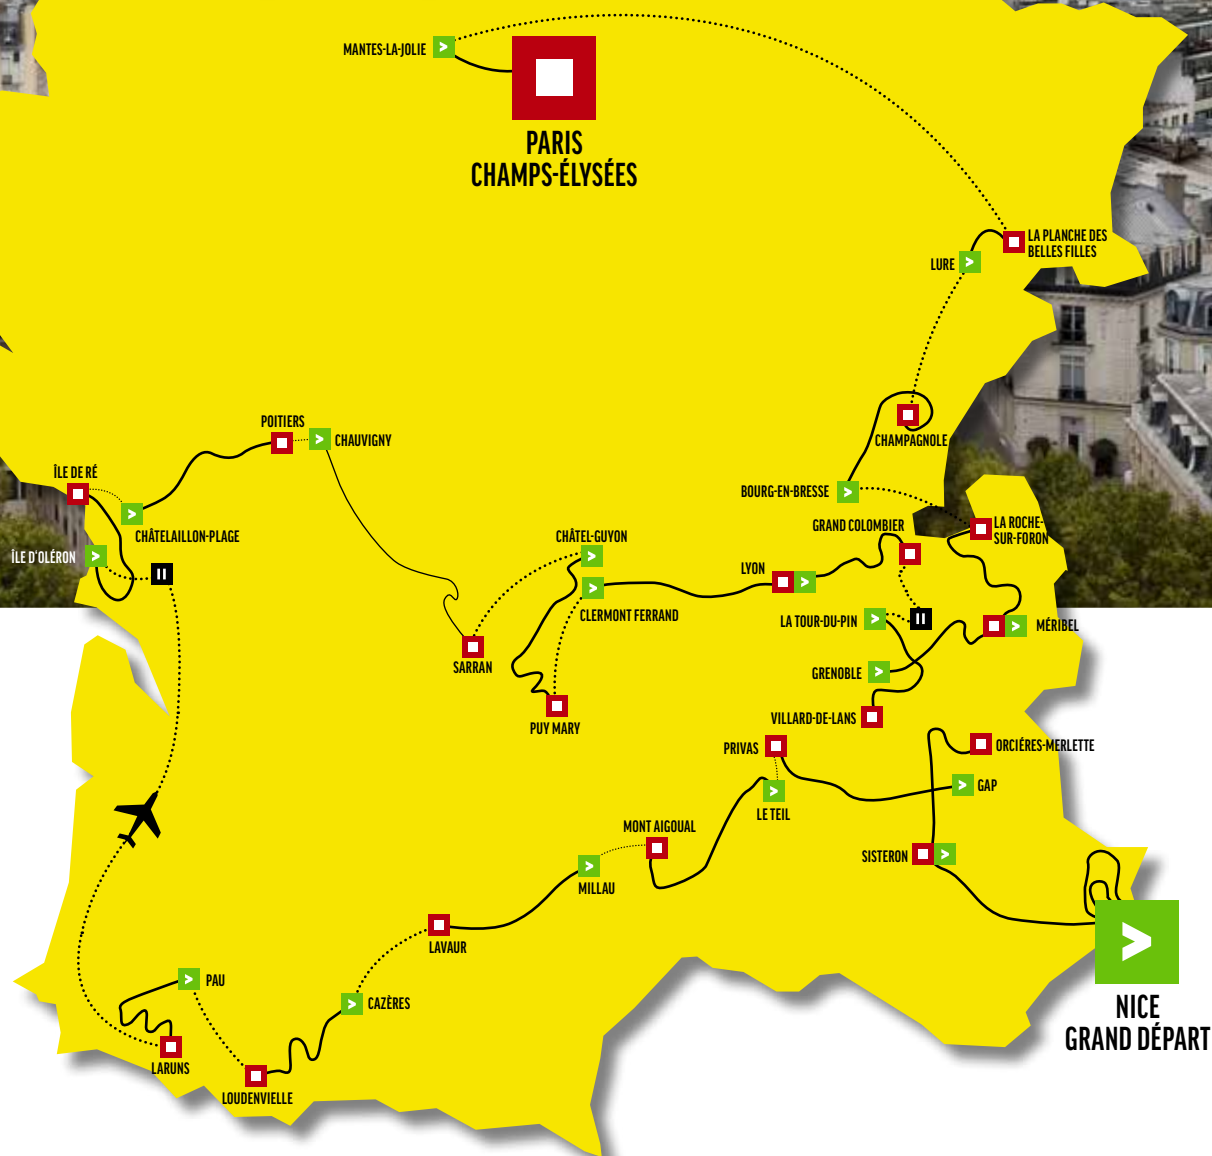 MANTES-LA-JOLIE
PARIS
CHAMPS-ÉLYSÉES
LA PLANCHE DES
BELLES FILLES
LURE
CHAMPAGNOLE
POITIERS
CHAUVIGNY
ÎLE DE RÉ
BOURG-EN-BRESSE
CHÂTELAILLON-PLAGE
GRAND COLOMBIER
LA ROCHE-
SUR-FORON
CHÂTEL-GUYON
ÎLE D'OLÉRON
LYON
CLERMONT FERRAND
LA TOUR-DU-PIN
MÉRIBEL
SARRAN
GRENOBLE
VILLARD-DE-LANS
PUY MARY
PRIVAS
ORCIÉRES-MERLETTE
GAP
LE TEIL
MONT AIGOUAL
SISTERON
MILLAU
LAVAUR
PAU
CAZÈRES
NICE
GRAND DÉPART
LARUNS
LOUDENVIELLE